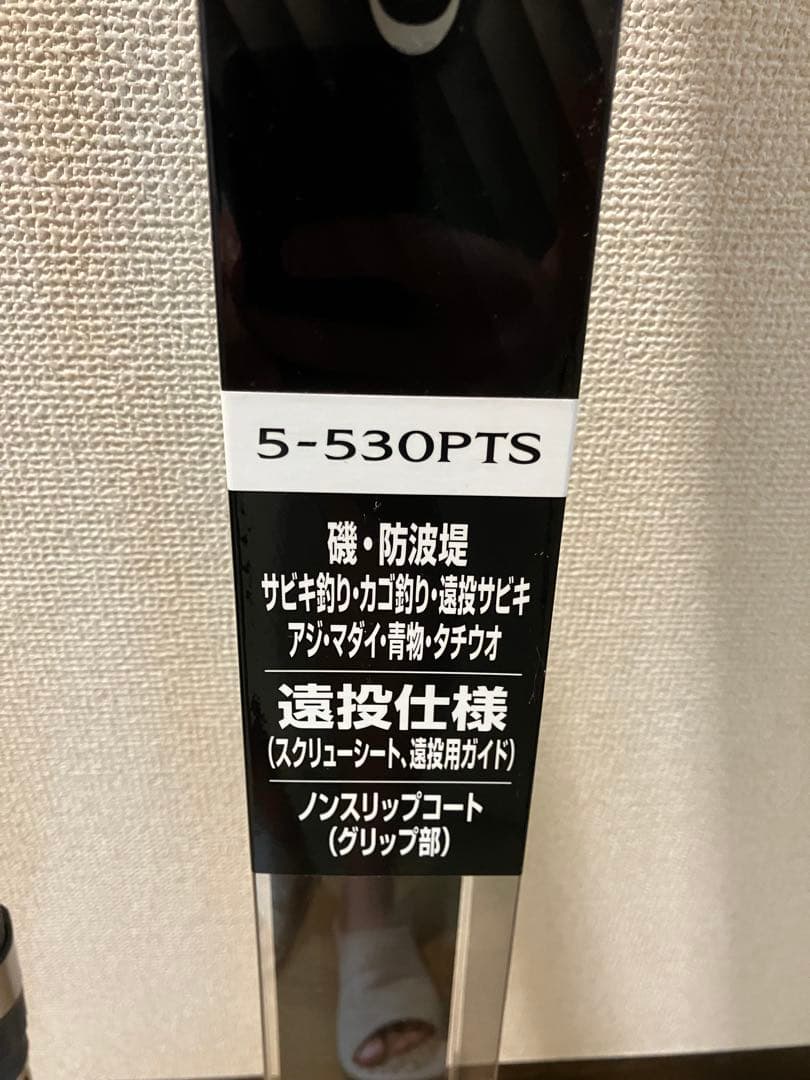 5-530PTS
磯・防波堤
サビキ釣り・カゴ釣り・遠投サビキ
アジ・マダイ・青物・タチウオ
遠投仕様
(スクリューシート、遠投用ガイド)
ノンスリップコート
(グリップ部)